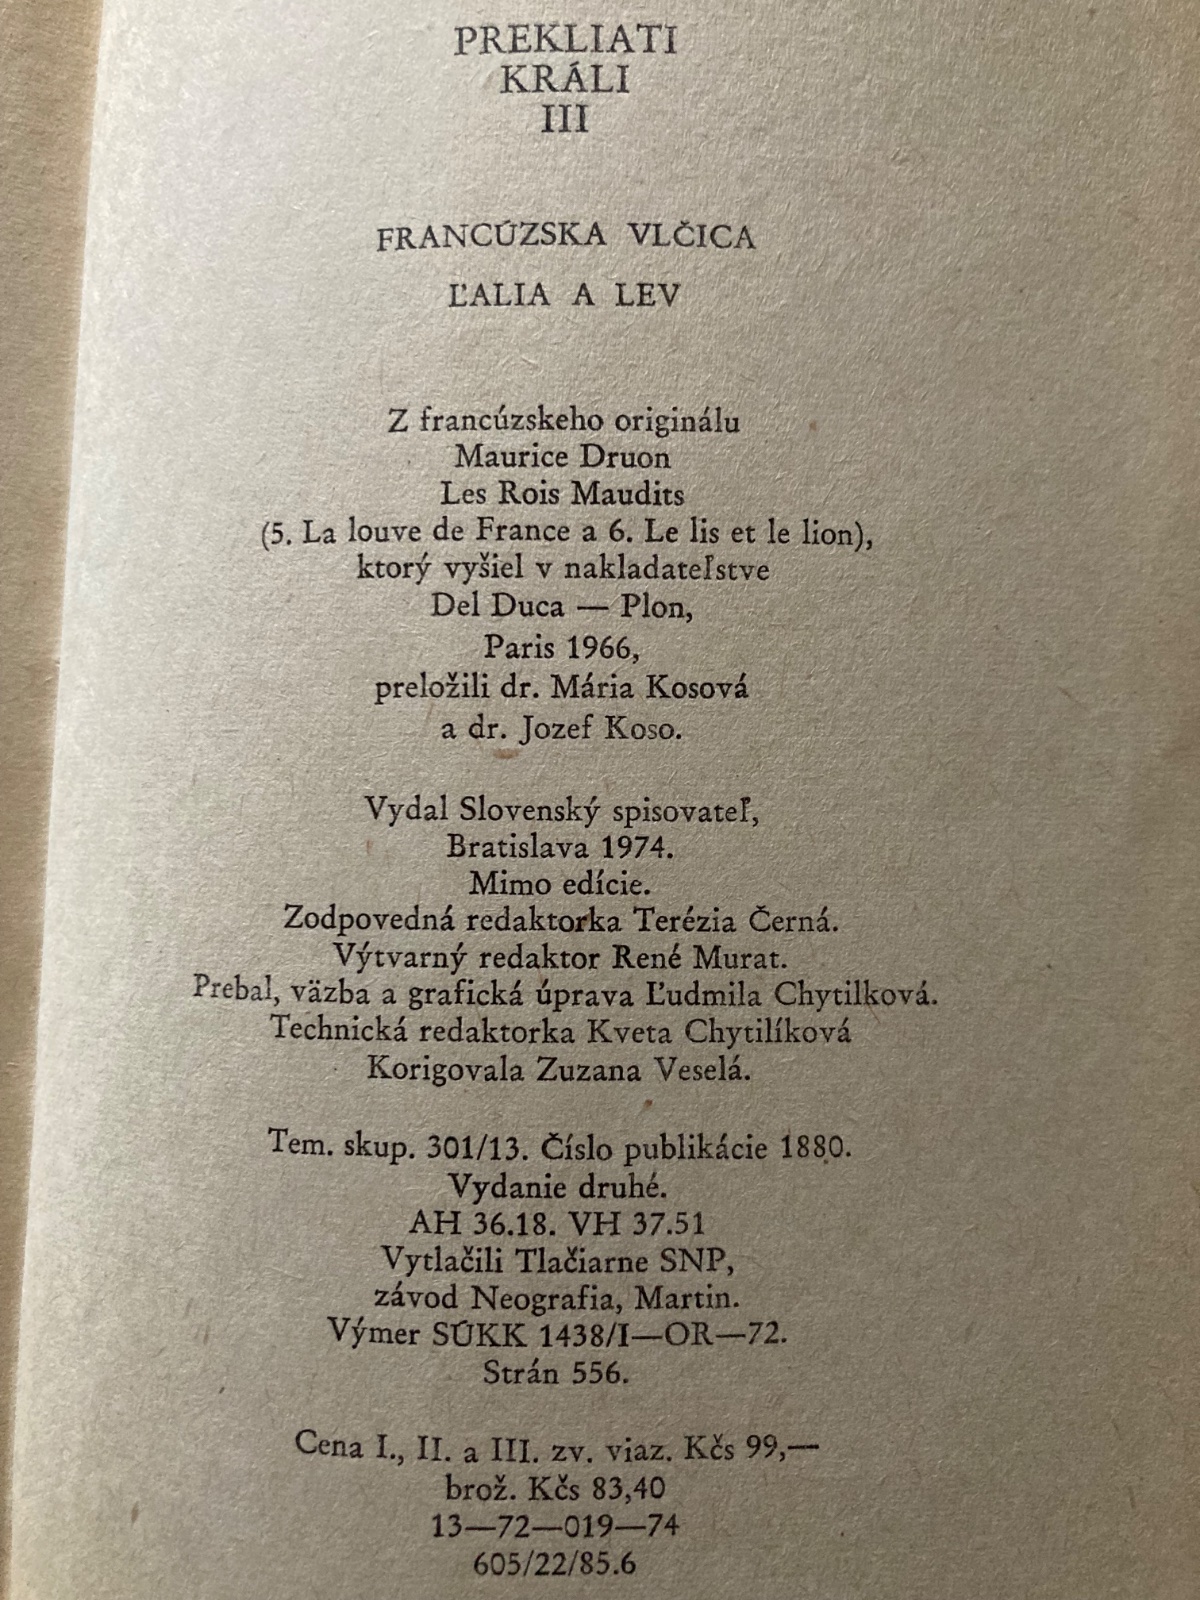 PREKLIATI
KRÁLI
III
FRANCÚZSKA VLČICA
ĽALIA A LEV
Z francúzskeho originálu
Maurice Druon
Les Rois Maudits
(5. La louve de France a 6. Le lis et le lion),
ktorý vyšiel v nakladateľstve
Del Duca — Plon,
Paris 1966,
preložili dr. Mária Kosová
a dr. Jozef Koso.
Vydal Slovenský spisovateľ,
Bratislava 1974.
Mimo edície.
Zodpovedná redaktorka Terézia Černá.
Výtvarný redaktor René Murat.
Prebal, väzba a grafická úprava Ľudmila Chytilková.
Technická redaktorka Kveta Chytilíková
Korigovala Zuzana Veselá.
Tem. skup. 301/13. Číslo publikácie 1880.
Vydanie druhé.
AH 36.18. VH 37.51
Vytlačili Tlačiarne SNP,
závod Neografia, Martin.
Výmer SÚKK 1438/I—OR—72.
Strán 556.
Cena I., II. a III. zv. viaz. Kčs 99,—
brož. Kčs 83,40
13—72—019—74
605/22/85.6